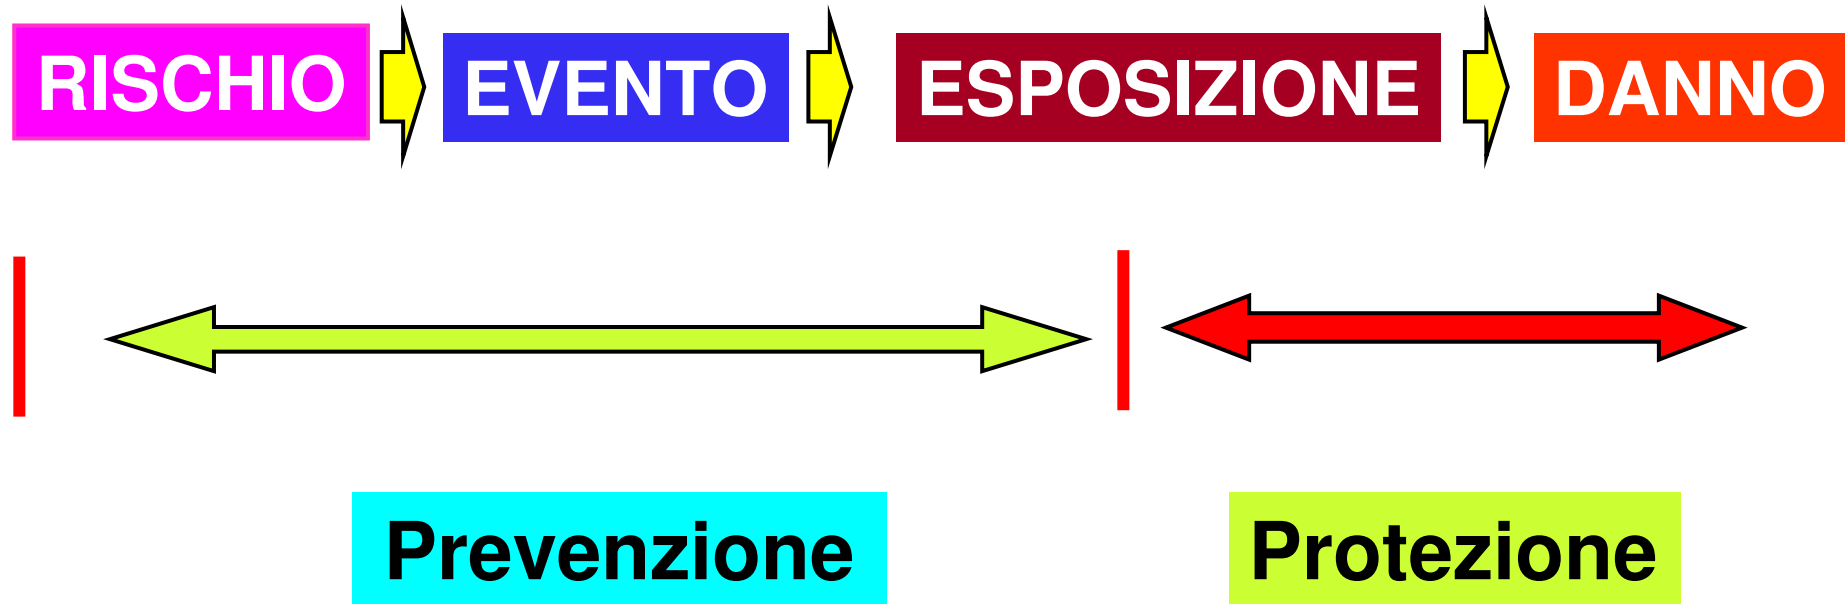 RISCHIO EVENTO ESPOSIZIONE DANNO
Prevenzione Protezione